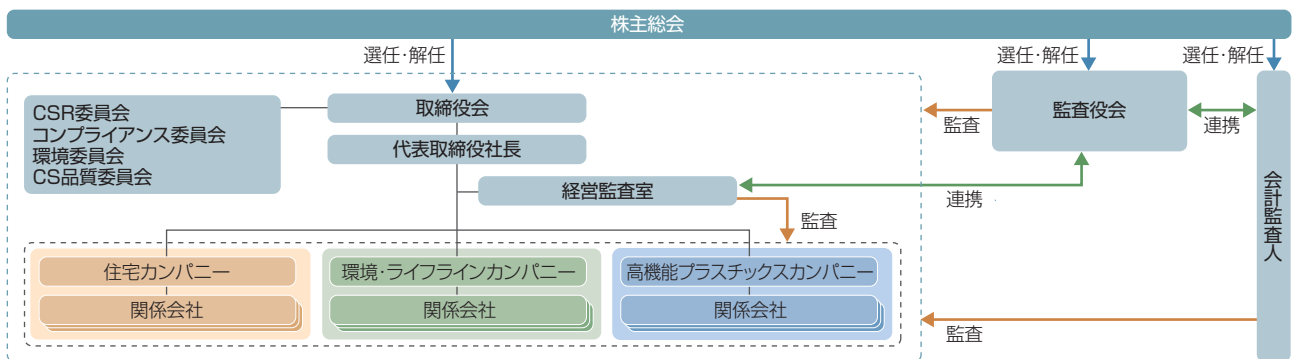 株主総会
選任・解任
選任・解任
選任・解任
CSR委員会
コンプライアンス委員会
環境委員会
CS品質委員会
取締役会
代表取締役社長
経営監査室
監査
監査役会
連携
監査
連携
会計監査人
住宅カンパニー
関係会社
環境・ライフラインカンパニー
関係会社
高機能プラスチックスカンパニー
関係会社
監査